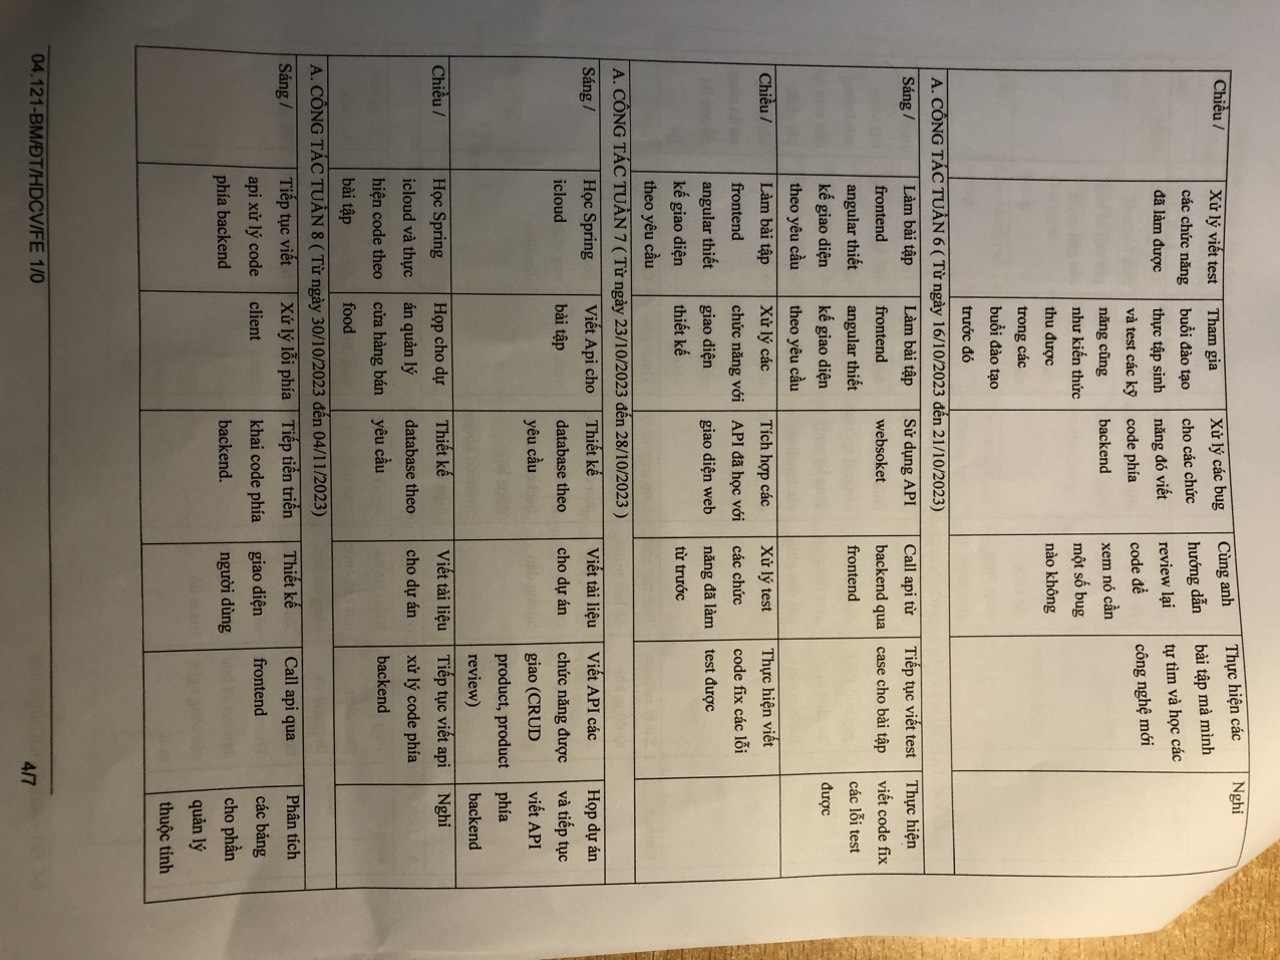 Chiều /
Xử lý viết test
các chức năng
đã làm được
Tham gia
buổi đào tạo
thực tập sinh
và test các kỹ
năng cũng
như kiến thức
thu được
trong các
buổi đào tạo
trước đó
Xử lý các bug
cho các chức
năng đó viết
code phía
backend
Cùng anh
hướng dẫn
review lại
code để
xem nó cần
một số bug
nào không
Thực hiện các
bài tập mà mình
tự tìm và học các
công nghệ mới
Nghỉ
A. CÔNG TÁC TUẦN 6 ( Từ ngày 16/10/2023 đến 21/10/2023)
Sáng /
Làm bài tập
frontend
angular thiết
kế giao diện
theo yêu cầu
Làm bài tập
frontend
angular thiết
kế giao diện
theo yêu cầu
Sử dụng API
websoket
Call api từ
backend qua
frontend
Tiếp tục viết test
case cho bài tập
Thực hiện
viết code fix
các lỗi test
được
Chiều /
Làm bài tập
frontend
angular thiết
kế giao diện
theo yêu cầu
Xử lý các
chức năng với
giao diện
thiết kế
Tích hợp các
API đã học với
giao diện web
Xử lý test
các chức
năng đã làm
từ trước
Thực hiện viết
code fix các lỗi
test được
A. CÔNG TÁC TUẦN 7 ( Từ ngày 23/10/2023 đến 28/10/2023 )
Sáng /
Học Spring
icloud
Viết Api cho
bài tập
Thiết kế
database theo
yêu cầu
Viết tài liệu
cho dự án
Viết API các
chức năng được
giao (CRUD
product, product
review)
Họp dự án
và tiếp tục
viết API
phía
backend
Chiều /
Học Spring
icloud và thực
hiện code theo
bài tập
Họp cho dự
án quản lý
cửa hàng bán
food
Thiết kế
database theo
yêu cầu
Viết tài liệu
cho dự án
Tiếp tục viết api
xử lý code phía
backend
Nghỉ
A. CÔNG TÁC TUẦN 8 ( Từ ngày 30/10/2023 đến 04/11/2023)
Sáng /
Tiếp tục viết
api xử lý code
phía backend
Xử lý lỗi phía
client
Tiếp tiển triển
khai code phía
backend.
Thiết kế
giao diện
người dùng
Call api qua
frontend
Phân tích
các bảng
cho phần
quản lý
thuộc tính
04.121-BM/ĐT/HDCV/FE 1/0
4/7